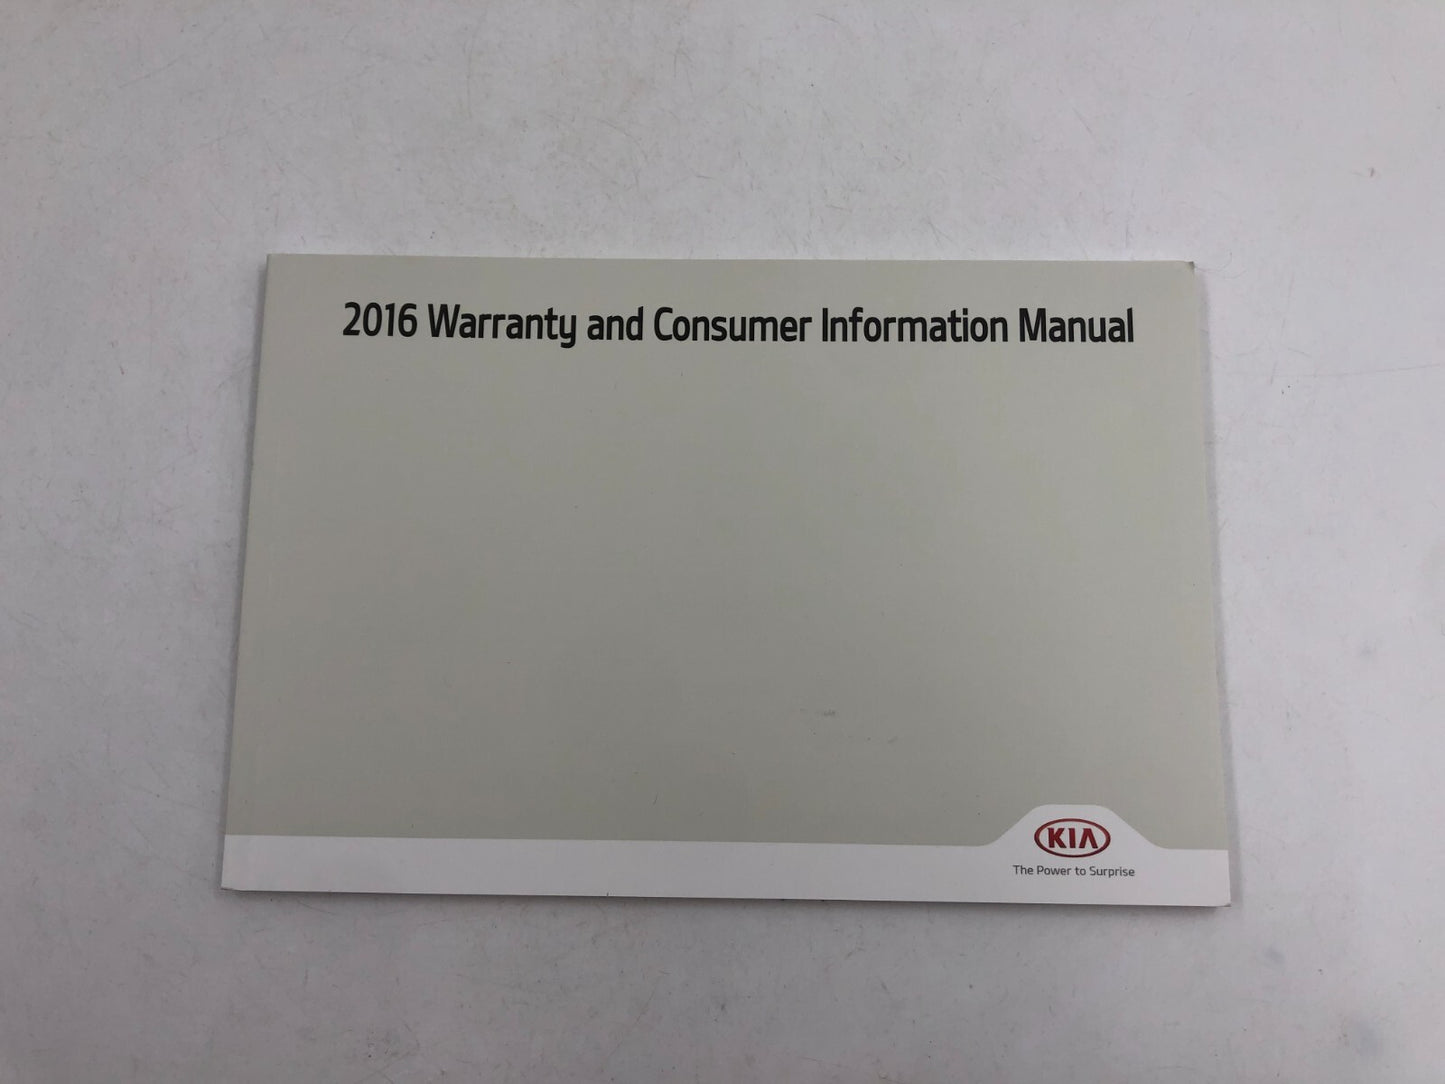 2016 Warranty and Consumer Information Manual
KIA
The Power to Surprise